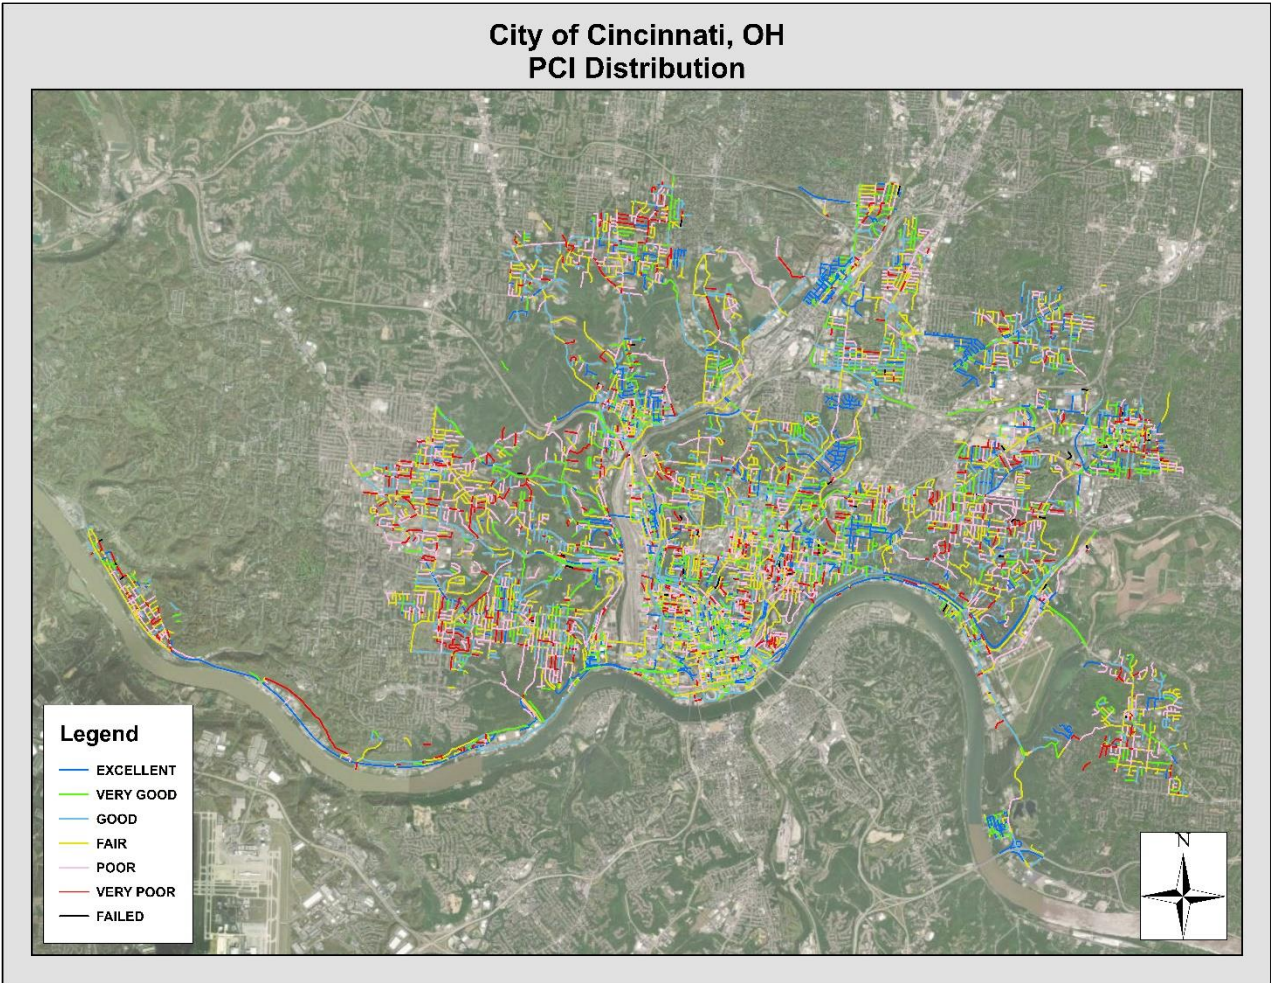 City of Cincinnati, OH
PCI Distribution
Legend
EXCELLENT
VERY GOOD
GOOD
FAIR
POOR
VERY POOR
FAILED
N